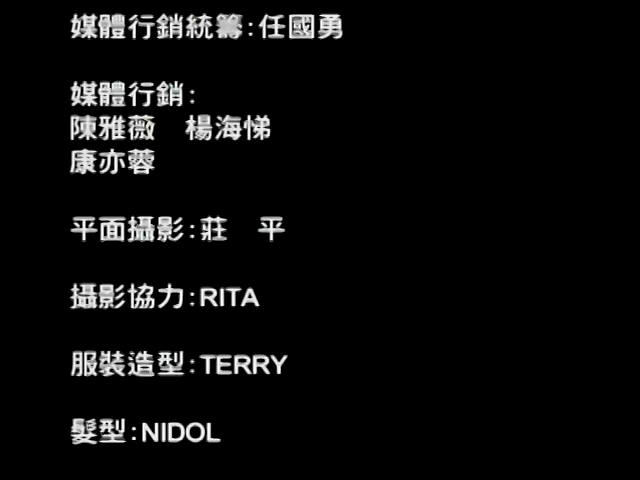 媒體行銷統籌:任國勇
媒體行銷:
陳雅薇　楊海悌
康亦蓉
平面攝影:莊　平
攝影協力:RITA
服裝造型:TERRY
髮型:NIDOL